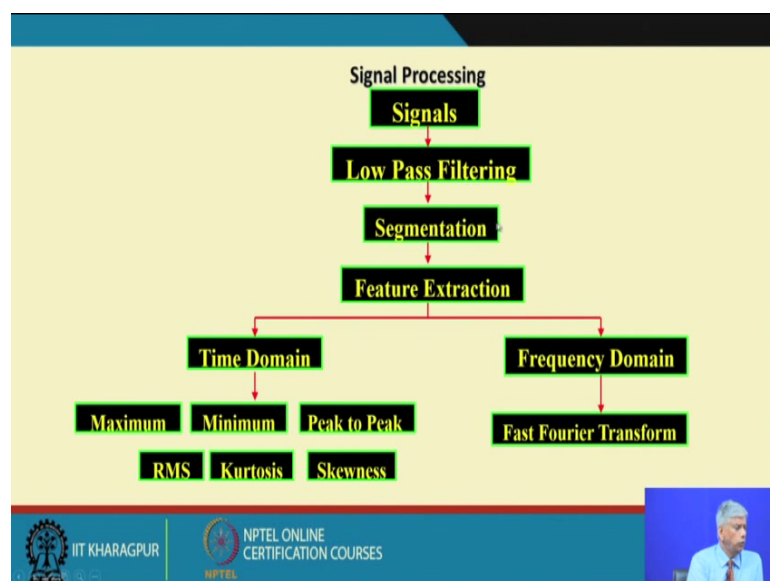 Signal Processing
Signals
Low Pass Filtering
Segmentation
Feature Extraction
Time Domain
Frequency Domain
Maximum
Minimum
Peak to Peak
Fast Fourier Transform
RMS
Kurtosis
Skewness
IIT KHARAGPUR
NPTEL
NPTEL ONLINE
CERTIFICATION COURSES